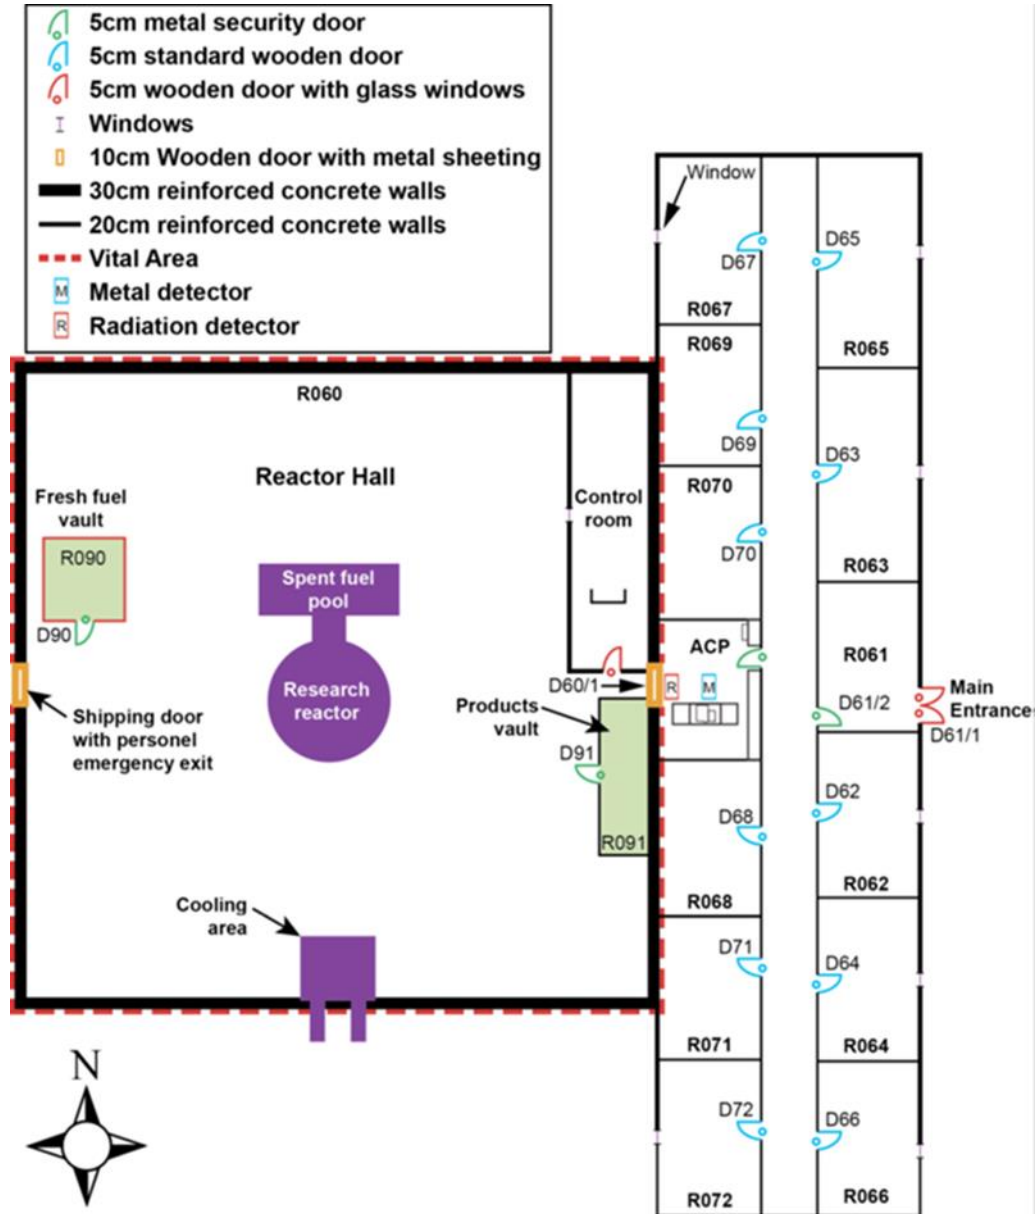 5cm metal security door
5cm standard wooden door
5cm wooden door with glass windows
Windows
10cm Wooden door with metal sheeting
30cm reinforced concrete walls
20cm reinforced concrete walls
Vital Area
M
Metal detector
R
Radiation detector
Window
D67
D65
R067
R069
R065
R060
D69
D63
Reactor Hall
R070
Fresh fuel
vault
Control
room
D70
R090
R063
Spent fuel
pool
D90
ACP
R061
D60/1
R
M
Research
reactor
Products
vault
D61/2
Main
Entrance
D61/1
Shipping door
with personel
emergency exit
D91
D68
D62
R091
R062
Cooling
area
R068
D71
D64
R071
R064
N
D72
D66
R072
R066